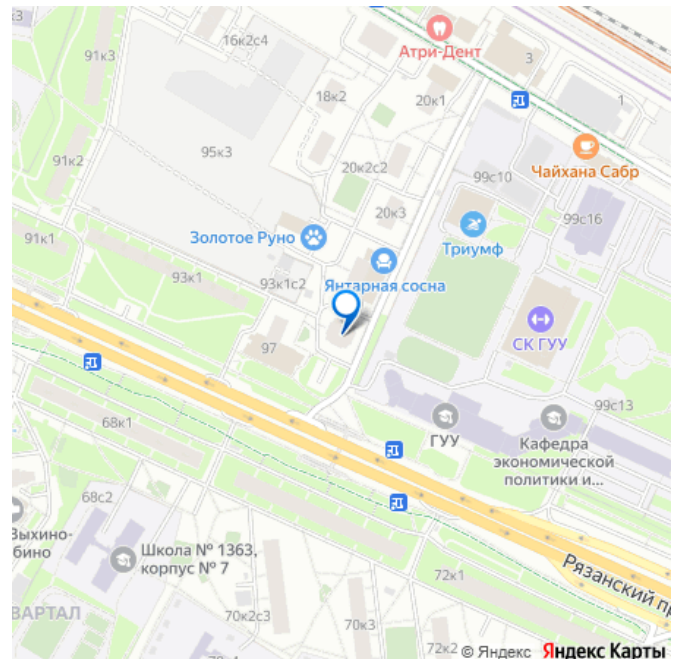 к3
91к3
16к2с4
Атри-Дент
3
18к2
20к1
1
95к3
Чайхана Сабр
91к2
20к2с2
99с10
20к3
99с16
91к1
Золотое Руно
Триумф
93к1
93к1с2
Янтарная сосна
СК ГУУ
97
99с13
68к1
ГУУ
Кафедра
экономической
политики и...
68с2
Выхино-
бино
Школа № 1363,
корпус № 7
Рязанский пр
72к1
ВАРТАЛ
70к2с3
70к3
72к2
© Яндекс Яндекс Карты